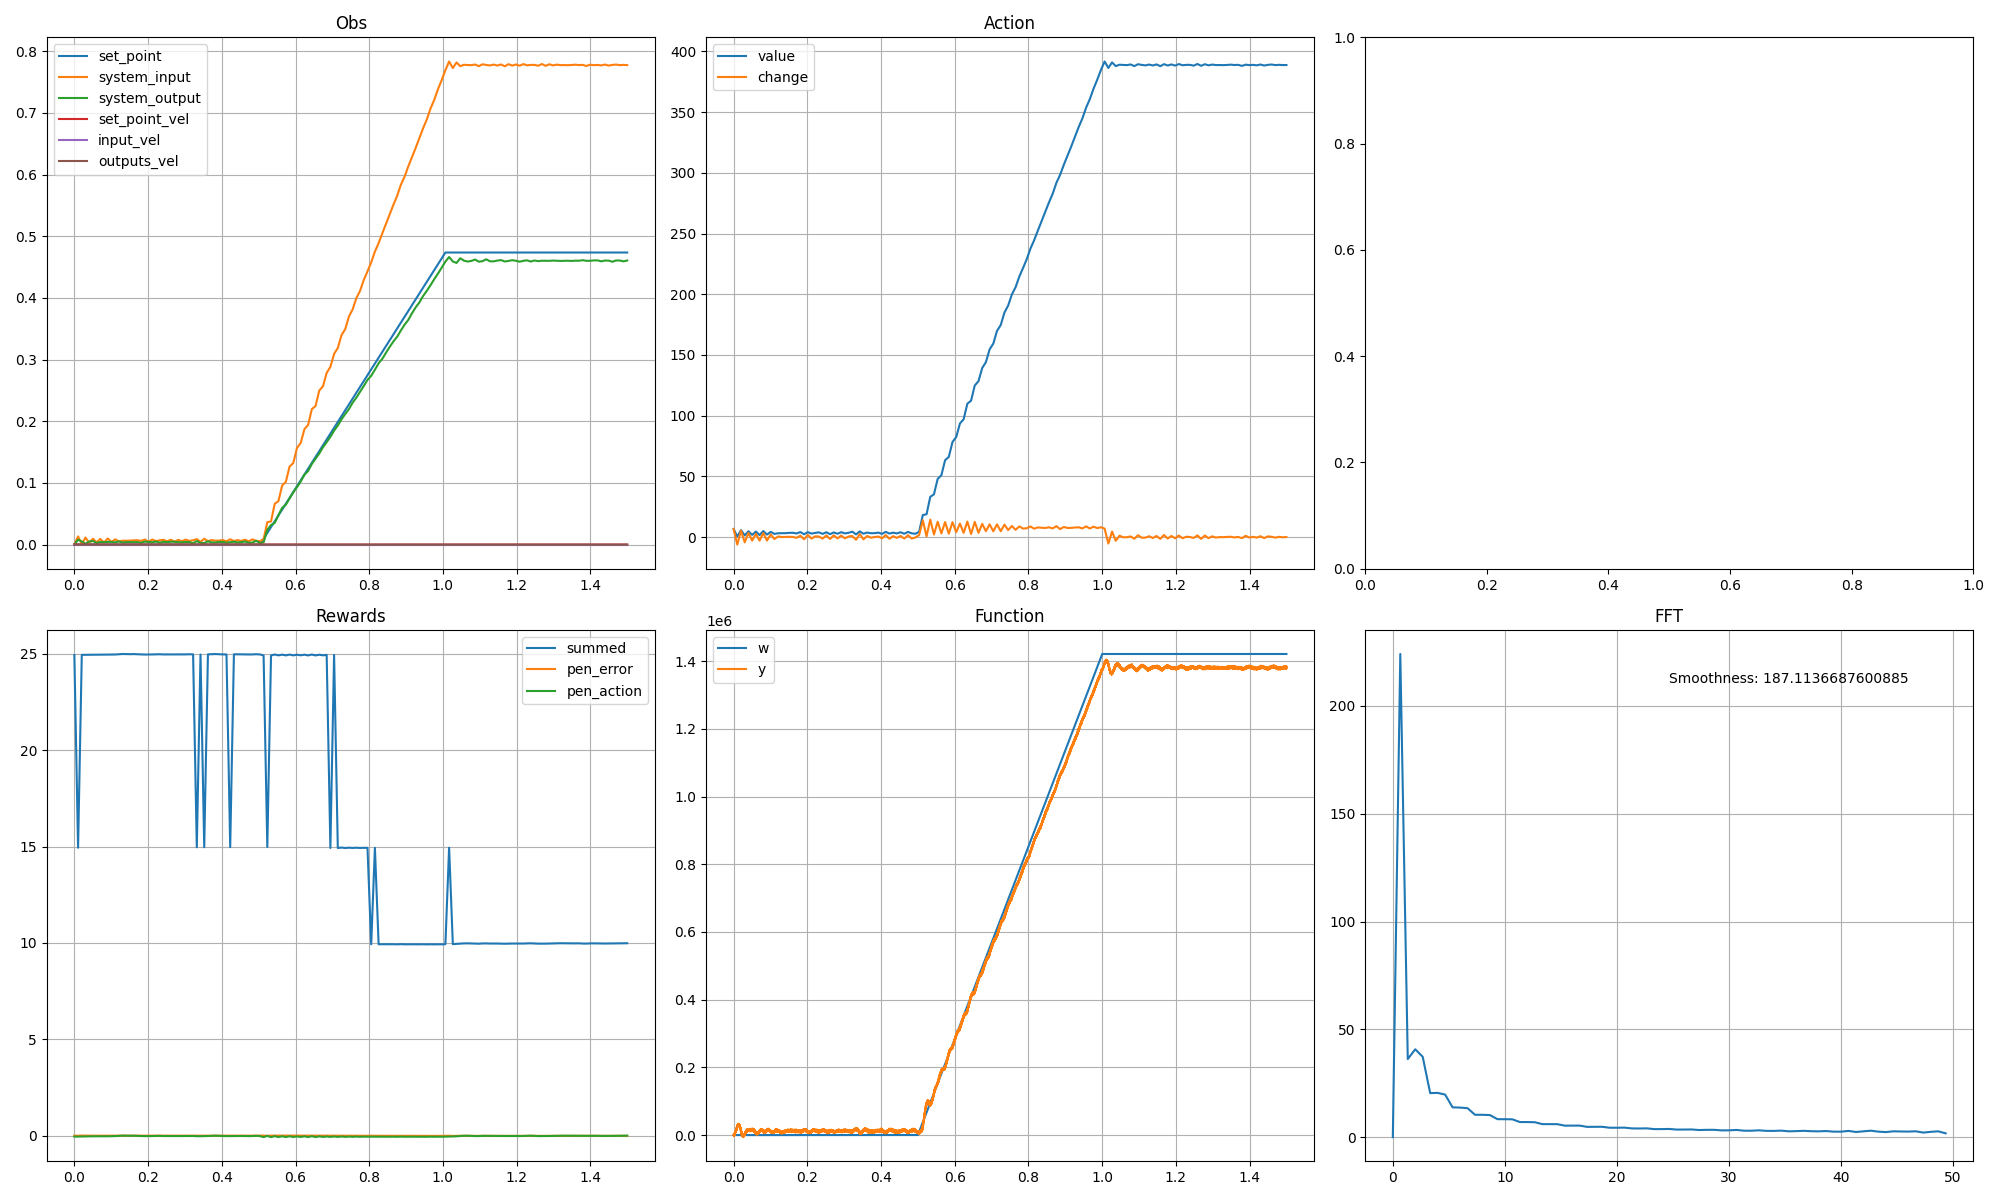 Obs
0.8
0.7
0.6
0.5
0.4
0.3
0.2
0.1
0.0
set_point
system_input
system_output
set_point_vel
input_vel
outputs_vel
0.0 0.2 0.4 0.6 0.8 1.0 1.2 1.4
Action
400
350
300
250
200
150
100
50
0
value
change
0.0 0.2 0.4 0.6 0.8 1.0 1.2 1.4
1.0
0.8
0.6
0.4
0.2
0.0
0.0 0.2 0.4 0.6 0.8 1.0
Rewards
25
20
15
10
5
0
summed
pen_error
pen_action
0.0 0.2 0.4 0.6 0.8 1.0 1.2 1.4
Function
1e6
1.4
1.2
1.0
0.8
0.6
0.4
0.2
0.0
w
y
0.0 0.2 0.4 0.6 0.8 1.0 1.2 1.4
FFT
200
150
100
50
0
Smoothness: 187.1136687600885
0 10 20 30 40 50